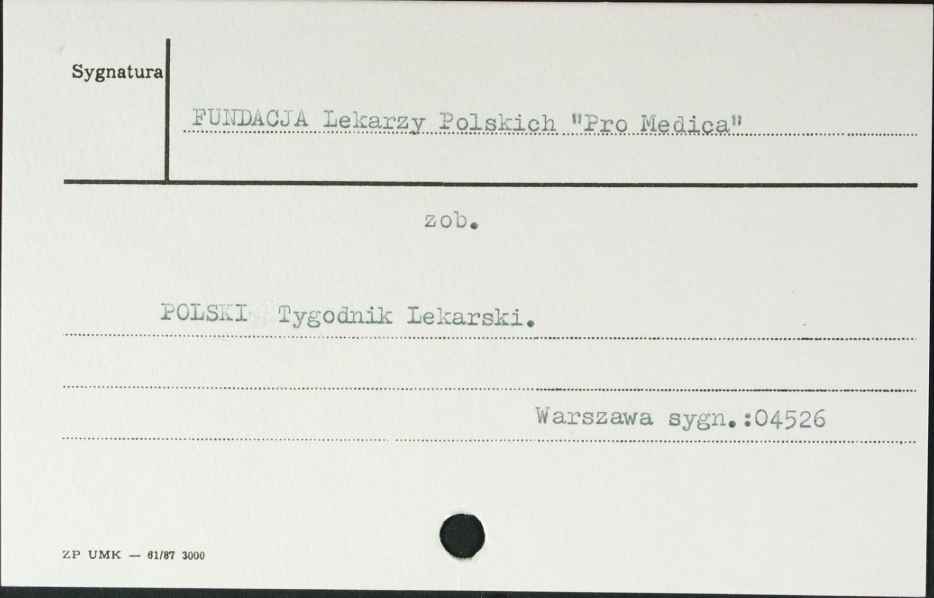 Sygnatura
FUNDACJA Lekarzy Polskich "Pro Medica"
zob.
POLSKI Tygodnik Lekarski.
Warszawa sygn.:04526
ZP UMK — 61/87 3000